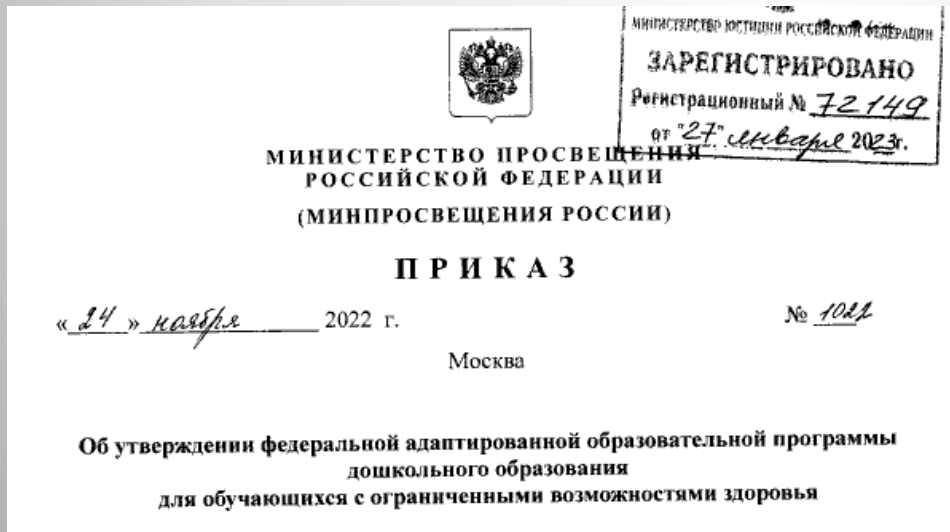 МИНИСТЕРСТВО ЮСТИЦИИ РОССИЙСКОЙ ФЕДЕРАЦИИ
ЗАРЕГИСТРИРОВАНО
Регистрационный № 72149
от "27" января 2023г.
МИНИСТЕРСТВО ПРОСВЕЩЕНИЯ
РОССИЙСКОЙ ФЕДЕРАЦИИ
(МИНПРОСВЕЩЕНИЯ РОССИИ)
ПРИКАЗ
«24» ноября 2022 г. № 1022
Москва
Об утверждении федеральной адаптированной образовательной программы
дошкольного образования
для обучающихся с ограниченными возможностями здоровья